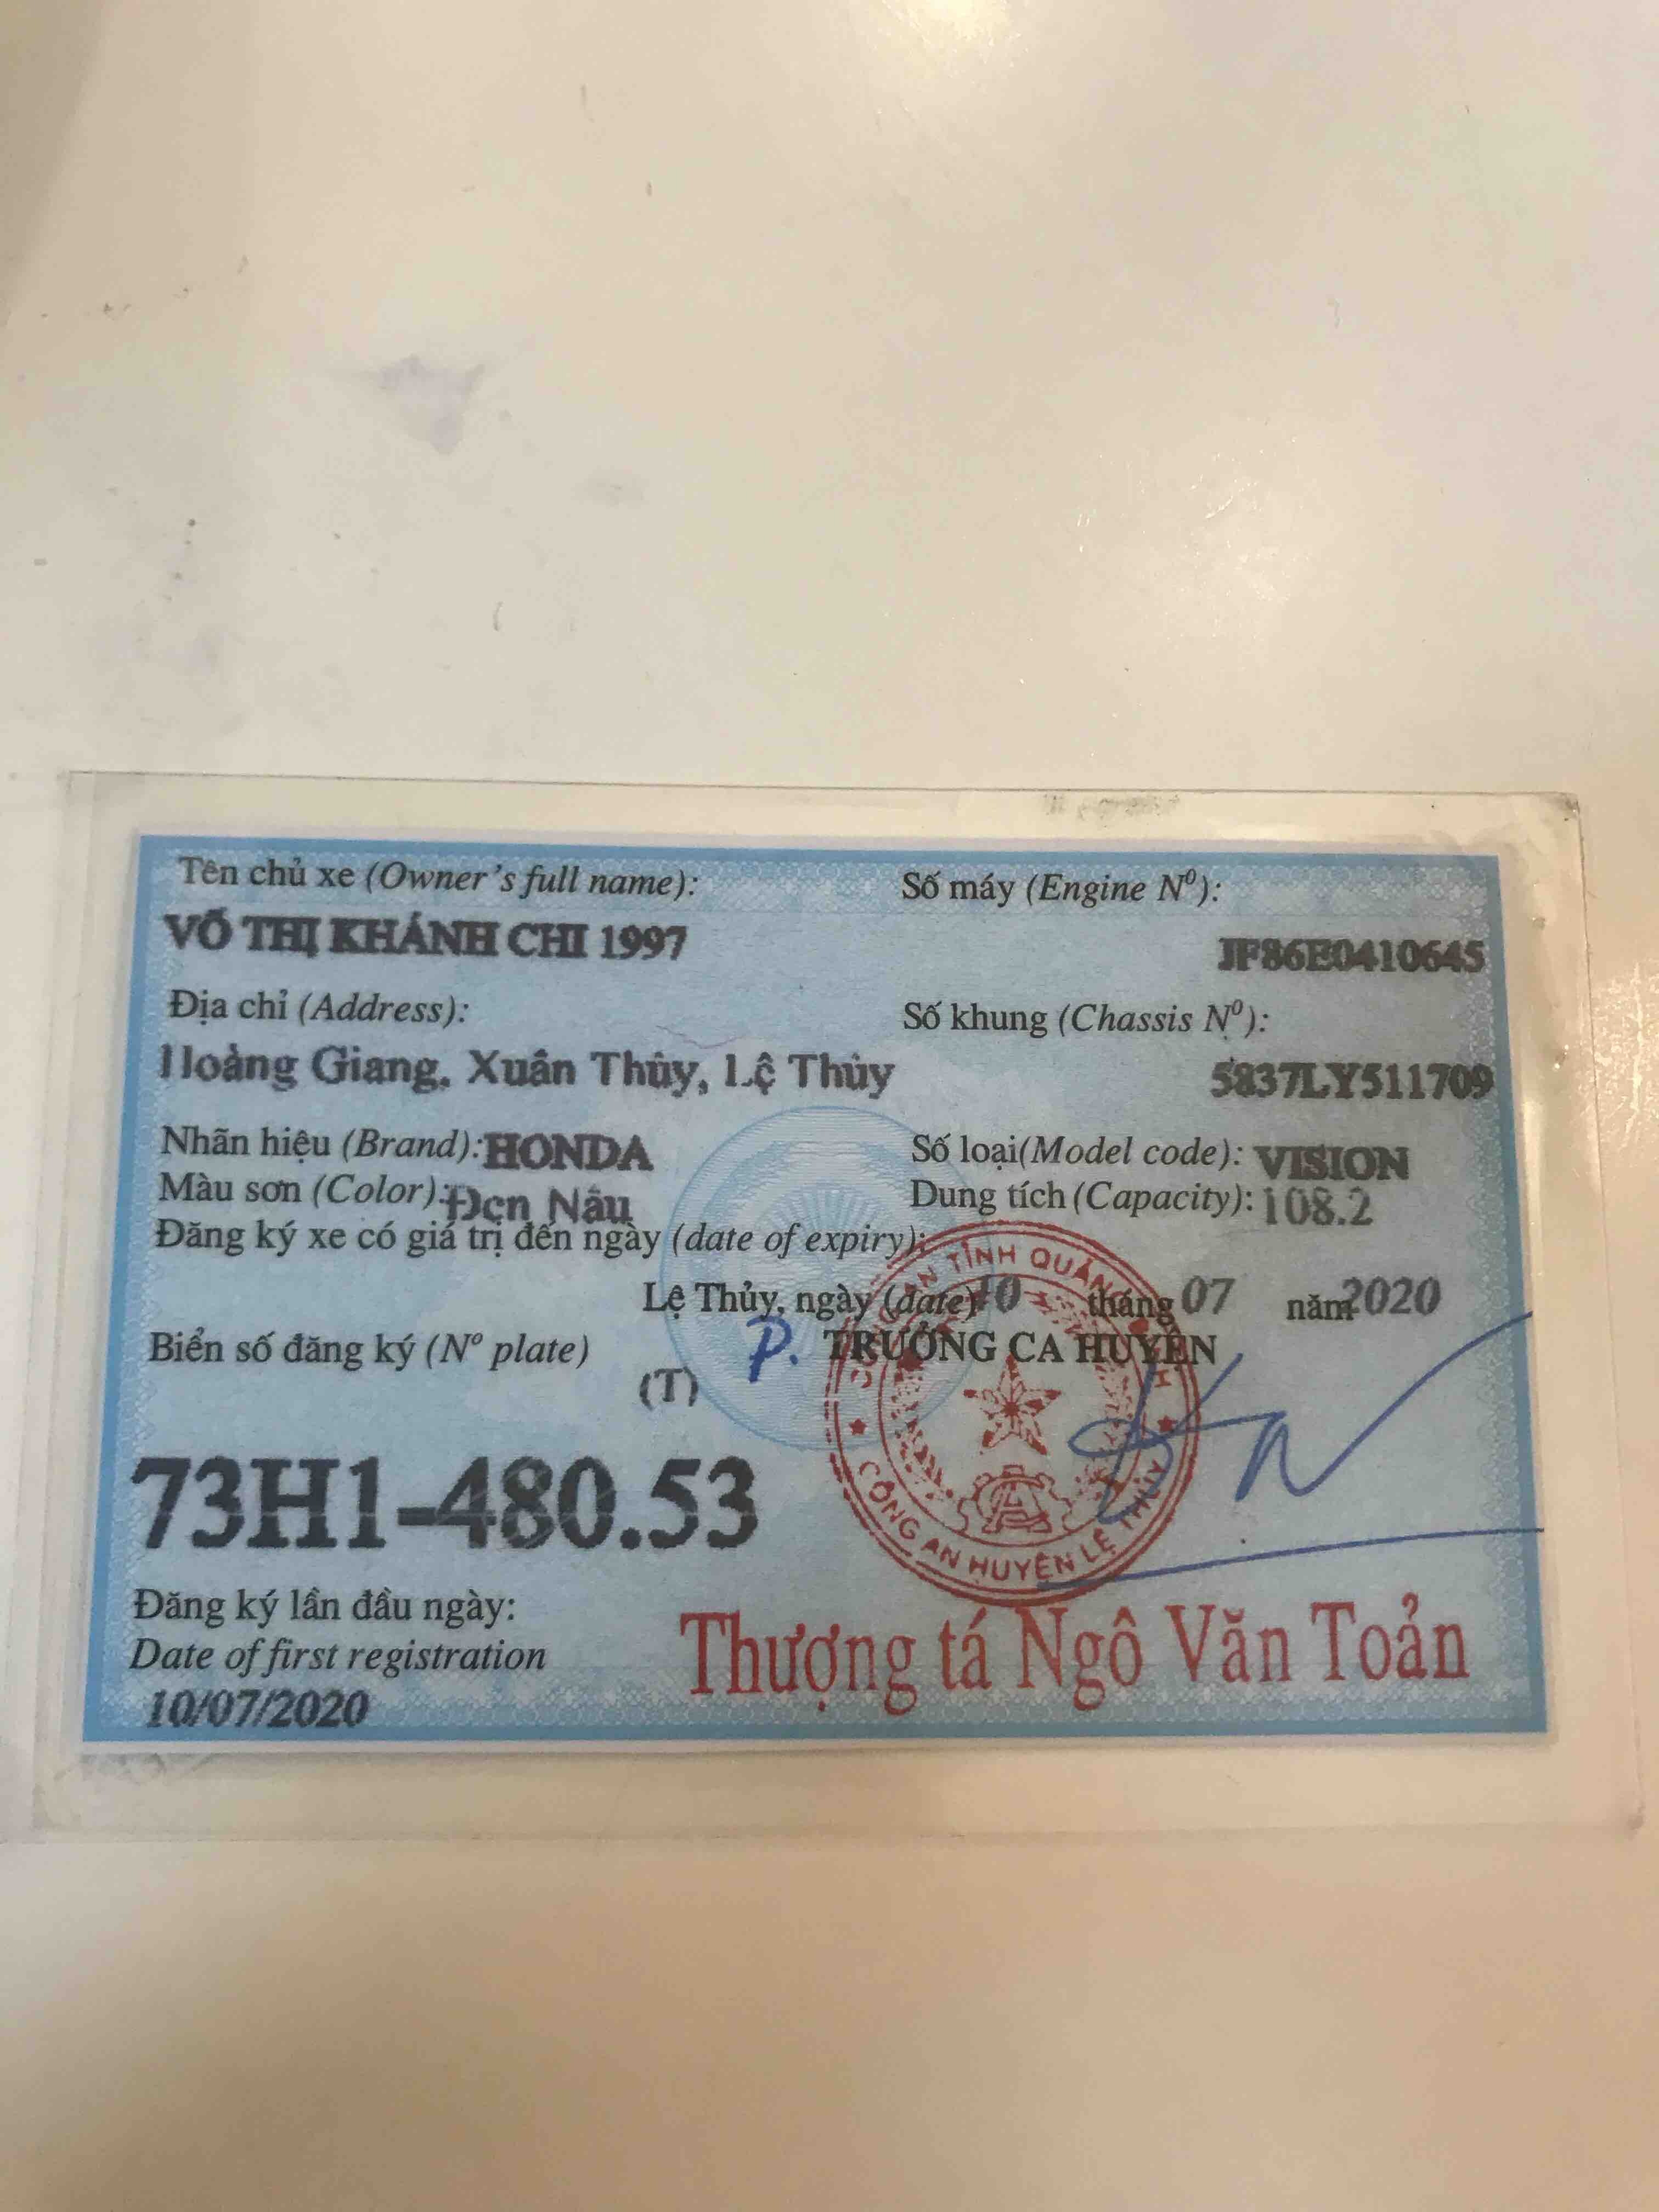 Tên chủ xe (Owner's full name):
VÕ THỊ KHÁNH CHI 1997
Số máy (Engine Nº):
JF86E0410645
Địa chỉ (Address):
Hoàng Giang, Xuân Thủy, Lệ Thủy
Số khung (Chassis Nº):
5837LY511709
Nhãn hiệu (Brand): HONDA
Số loại(Model code): VISION
Màu sơn (Color): Đen Nâu
Dung tích (Capacity): 108.2
Đăng ký xe có giá trị đến ngày (date of expiry):
Lệ Thủy, ngày (date) 10 tháng 07 năm 2020
Biển số đăng ký (Nº plate)
P. TRƯỞNG CA HUYỆN
(T)
73H1-480.53
TỈNH QUẢNG
CÔNG AN HUYỆN LỆ THỦY
Đăng ký lần đầu ngày:
Date of first registration
10/07/2020
Thượng tá Ngô Văn Toản